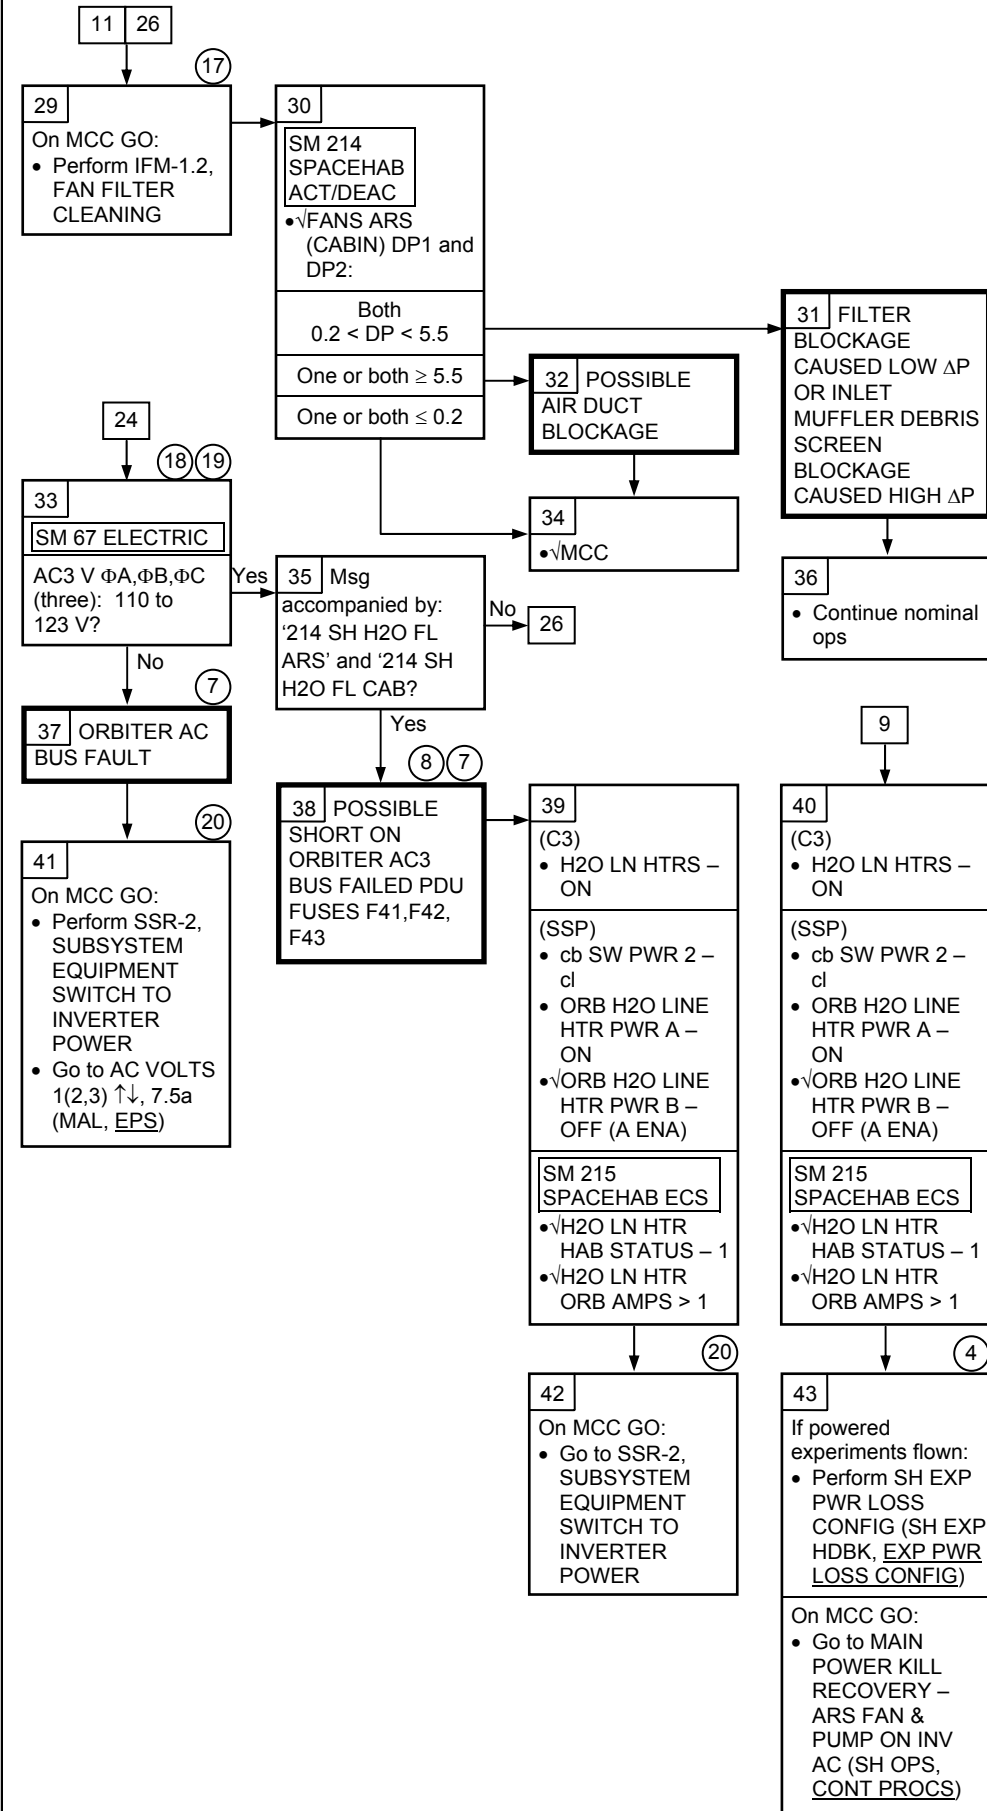 11 26
17
29
On MCC GO:
• Perform IFM-1.2,
FAN FILTER
CLEANING
30
SM 214
SPACEHAB
ACT/DEAC
•√FANS ARS
(CABIN) DP1 and
DP2:
Both
0.2 < DP < 5.5
One or both ≥ 5.5
One or both ≤ 0.2
31 FILTER
BLOCKAGE
CAUSED LOW ∆P
OR INLET
MUFFLER DEBRIS
SCREEN
BLOCKAGE
CAUSED HIGH ∆P
32 POSSIBLE
AIR DUCT
BLOCKAGE
24
18 19
33
SM 67 ELECTRIC
AC3 V ΦA,ΦB,ΦC
(three): 110 to
123 V?
Yes
No
34
•√MCC
35 Msg
accompanied by:
‘214 SH H2O FL
ARS’ and ‘214 SH
H2O FL CAB?
No
26
Yes
36
• Continue nominal
ops
7
37 ORBITER AC
BUS FAULT
8 7
38 POSSIBLE
SHORT ON
ORBITER AC3
BUS FAILED PDU
FUSES F41,F42,
F43
39
(C3)
• H2O LN HTRS –
ON
(SSP)
• cb SW PWR 2 –
cl
• ORB H2O LINE
HTR PWR A –
ON
•√ORB H2O LINE
HTR PWR B –
OFF (A ENA)
SM 215
SPACEHAB ECS
•√H2O LN HTR
HAB STATUS – 1
•√H2O LN HTR
ORB AMPS > 1
9
40
(C3)
• H2O LN HTRS –
ON
(SSP)
• cb SW PWR 2 –
cl
• ORB H2O LINE
HTR PWR A –
ON
•√ORB H2O LINE
HTR PWR B –
OFF (A ENA)
SM 215
SPACEHAB ECS
•√H2O LN HTR
HAB STATUS – 1
•√H2O LN HTR
ORB AMPS > 1
20
41
On MCC GO:
• Perform SSR-2,
SUBSYSTEM
EQUIPMENT
SWITCH TO
INVERTER
POWER
• Go to AC VOLTS
1(2,3) ↑↓, 7.5a
(MAL, EPS)
20
42
On MCC GO:
• Go to SSR-2,
SUBSYSTEM
EQUIPMENT
SWITCH TO
INVERTER
POWER
4
43
If powered
experiments flown:
• Perform SH EXP
PWR LOSS
CONFIG (SH EXP
HDBK, EXP PWR
LOSS CONFIG)
On MCC GO:
• Go to MAIN
POWER KILL
RECOVERY –
ARS FAN &
PUMP ON INV
AC (SH OPS,
CONT PROCS)